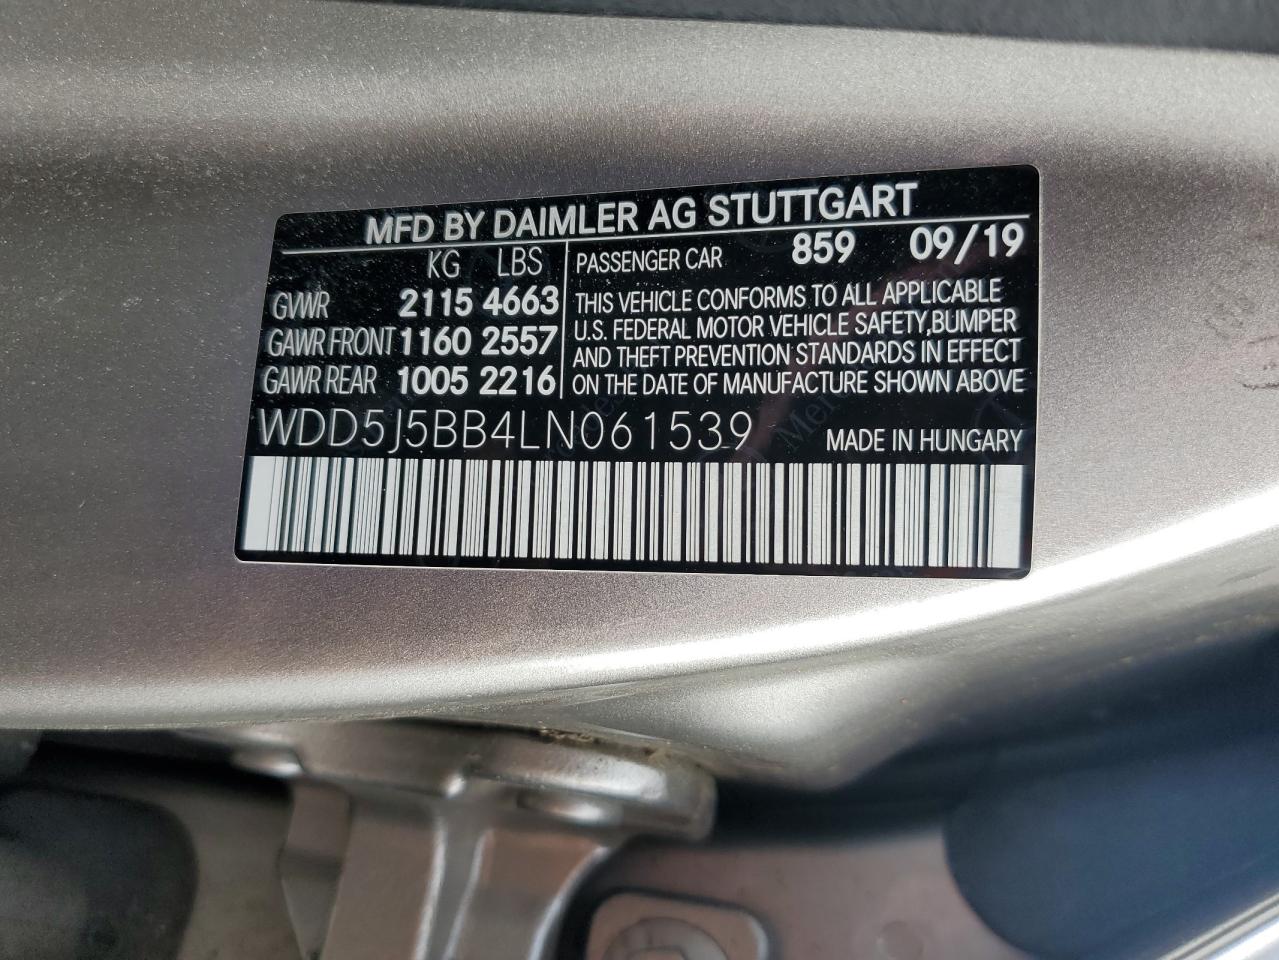 MFD BY DAIMLER AG STUTTGART
KG LBS
GVWR 2115 4663
GAWR FRONT 1160 2557
GAWR REAR 1005 2216
PASSENGER CAR 859 09/19
THIS VEHICLE CONFORMS TO ALL APPLICABLE
U.S. FEDERAL MOTOR VEHICLE SAFETY,BUMPER
AND THEFT PREVENTION STANDARDS IN EFFECT
ON THE DATE OF MANUFACTURE SHOWN ABOVE
WDD5J5BB4LN061539 MADE IN HUNGARY